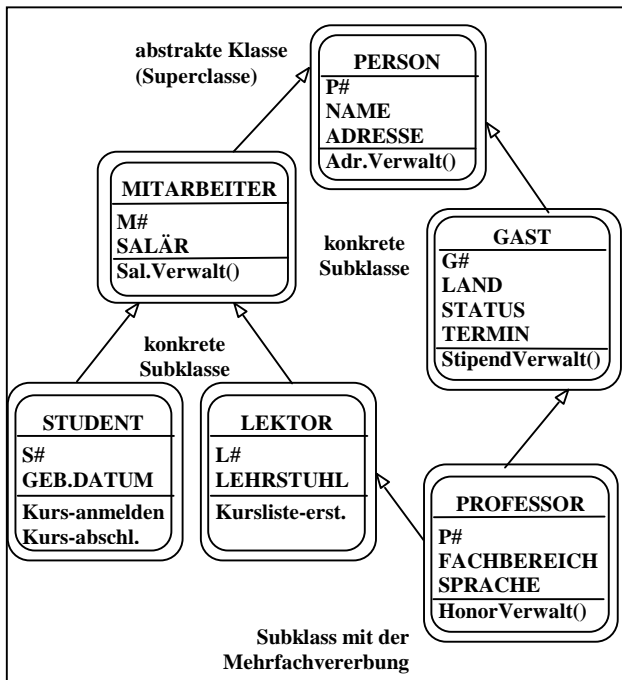 abstrakte Klasse
(Superclasse)
PERSON
P#
NAME
ADRESSE
Adr.Verwalt()
MITARBEITER
M#
SALÄR
Sal.Verwalt()
konkrete
Subklasse
GAST
G#
LAND
STATUS
TERMIN
StipendVerwalt()
konkrete
Subklasse
STUDENT
S#
GEB.DATUM
Kurs-anmelden
Kurs-abschl.
LEKTOR
L#
LEHRSTUHL
Kursliste-erst.
PROFESSOR
P#
FACHBEREICH
SPRACHE
HonorVerwalt()
Subklass mit der
Mehrfachvererbung